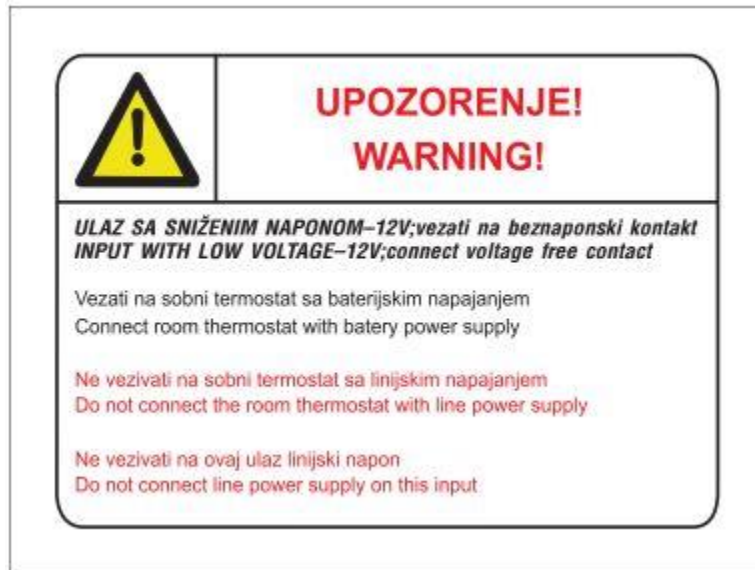 UPOZORENJE!
WARNING!
ULAZ SA SNIŽENIM NAPONOM–12V;vezati na beznaponski kontakt
INPUT WITH LOW VOLTAGE–12V;connect voltage free contact
Vezati na sobni termostat sa baterijskim napajanjem
Connect room thermostat with batery power supply
Ne vezivati na sobni termostat sa linijskim napajanjem
Do not connect the room thermostat with line power supply
Ne vezivati na ovaj ulaz linijski napon
Do not connect line power supply on this input